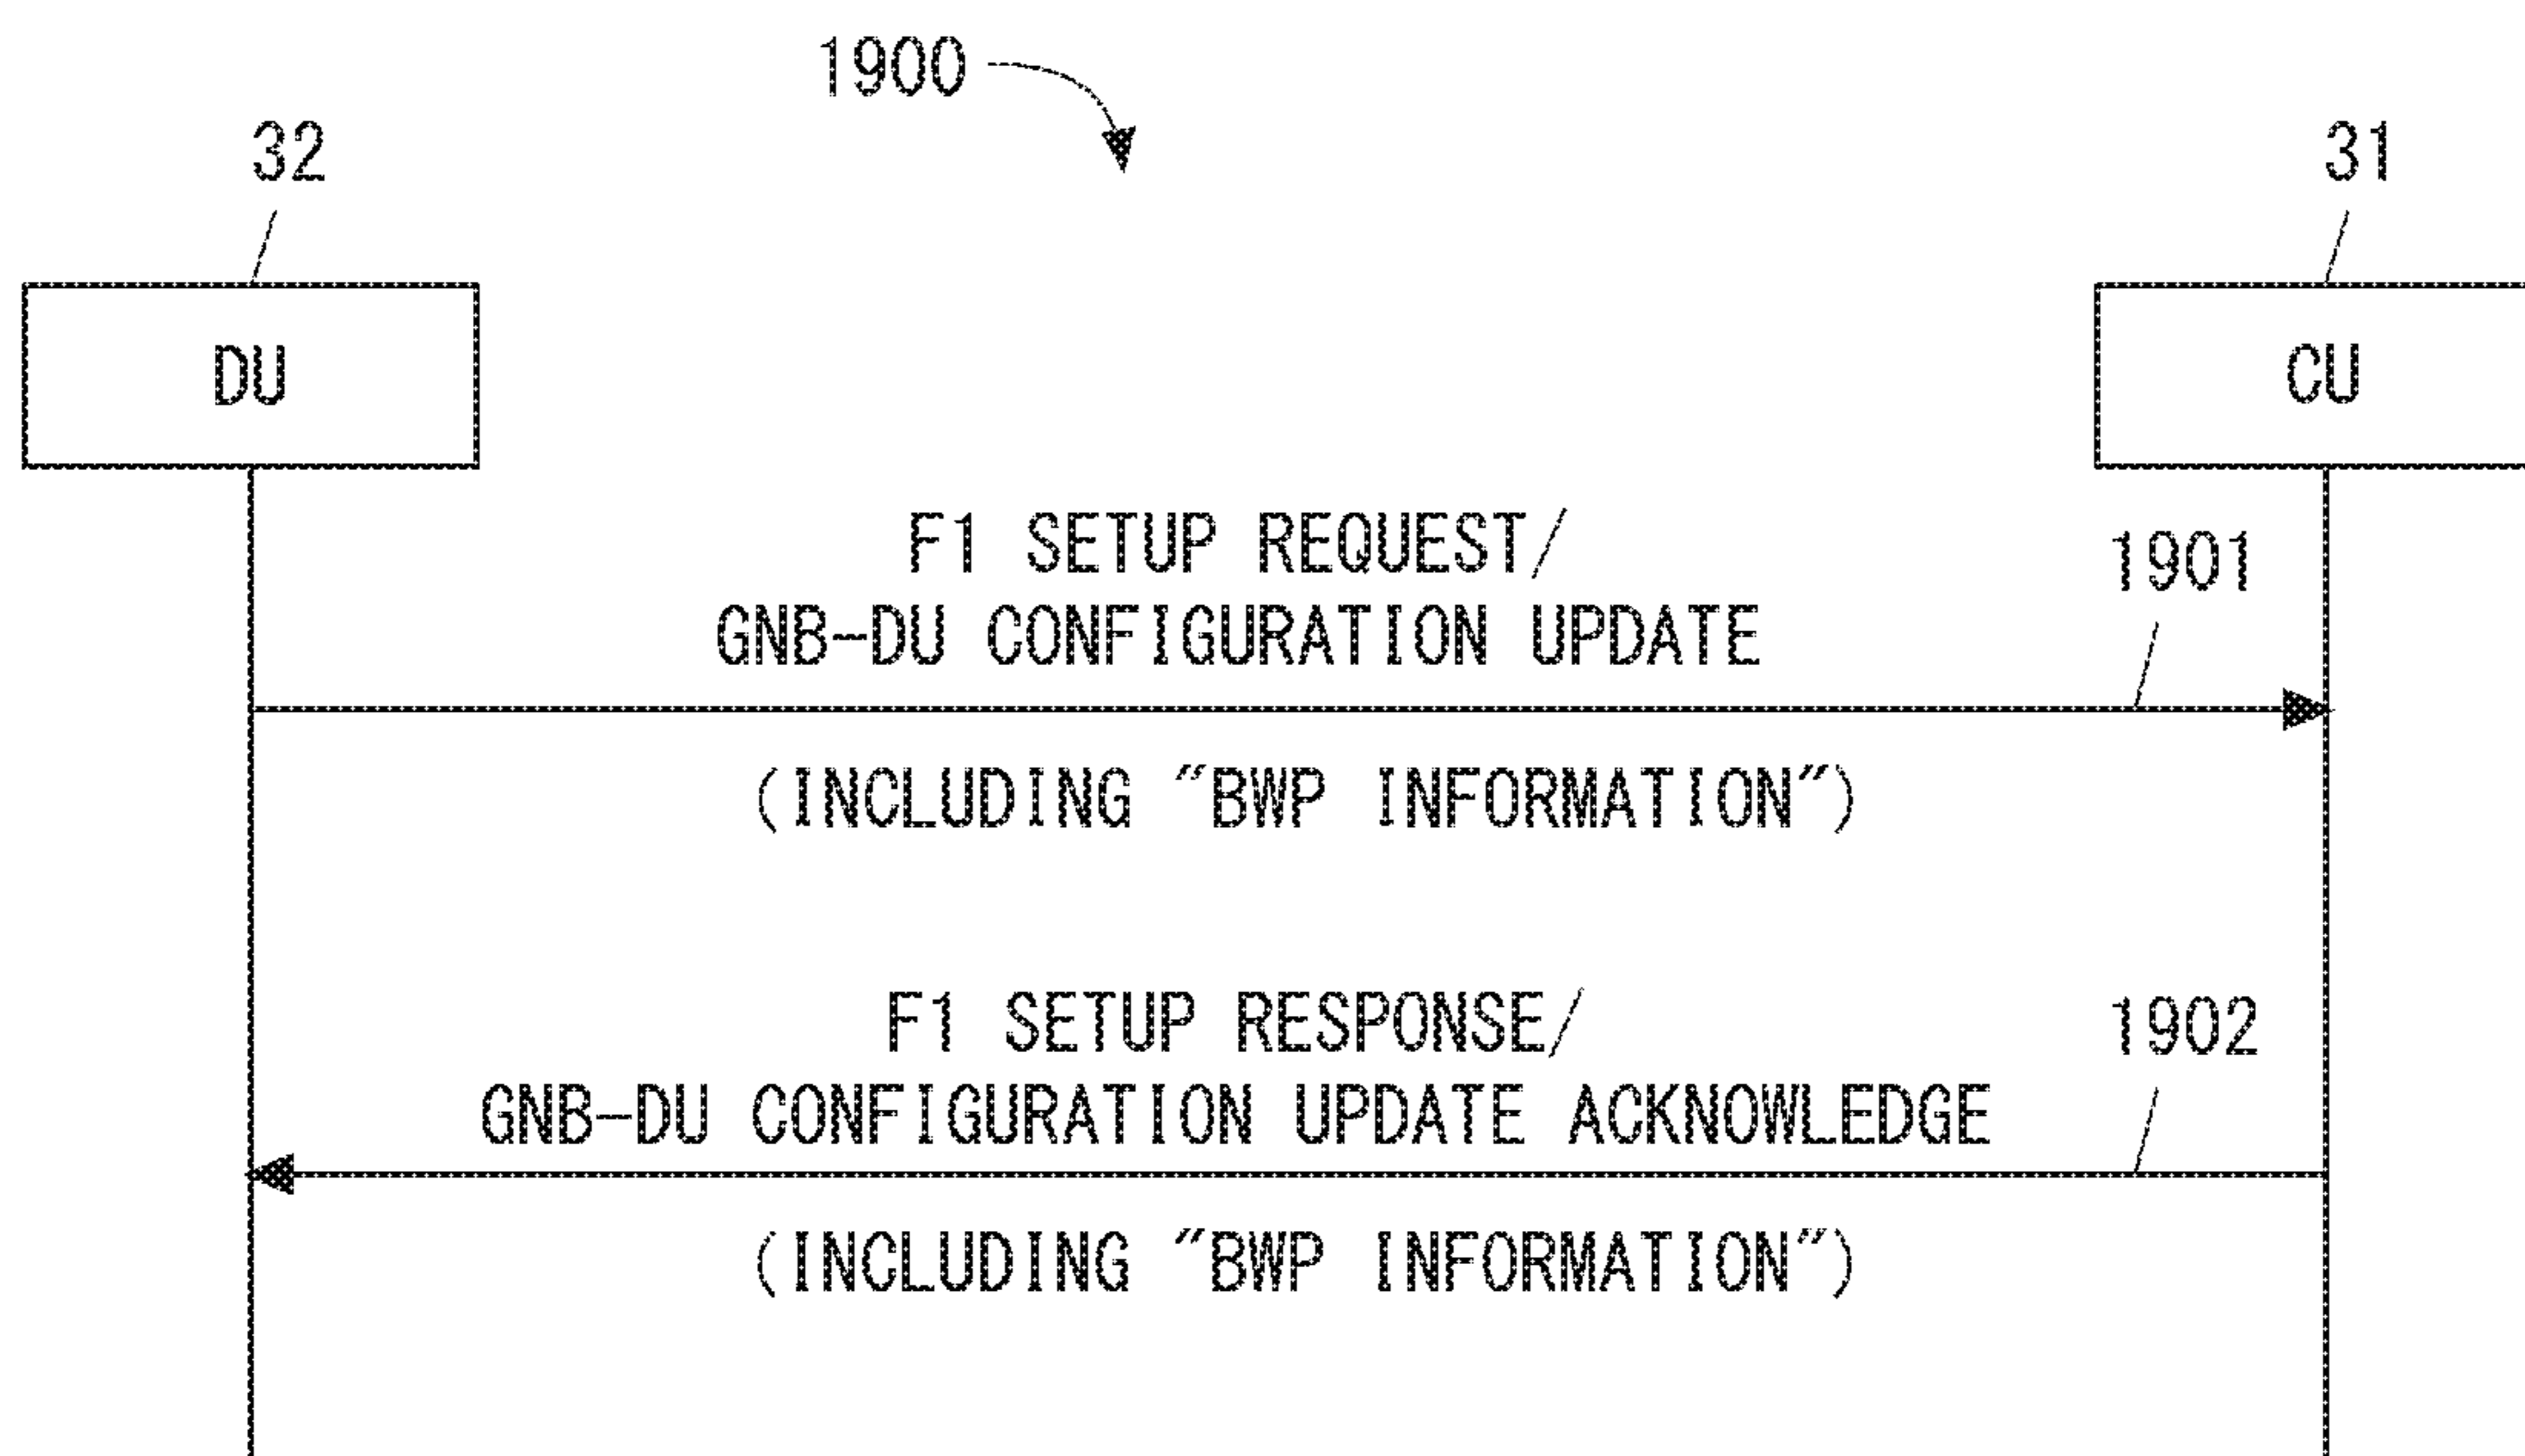 1900
32
31
DU
CU
F1 SETUP REQUEST/
GNB-DU CONFIGURATION UPDATE
1901
(INCLUDING "BWP INFORMATION")
F1 SETUP RESPONSE/
GNB-DU CONFIGURATION UPDATE ACKNOWLEDGE
1902
(INCLUDING "BWP INFORMATION")